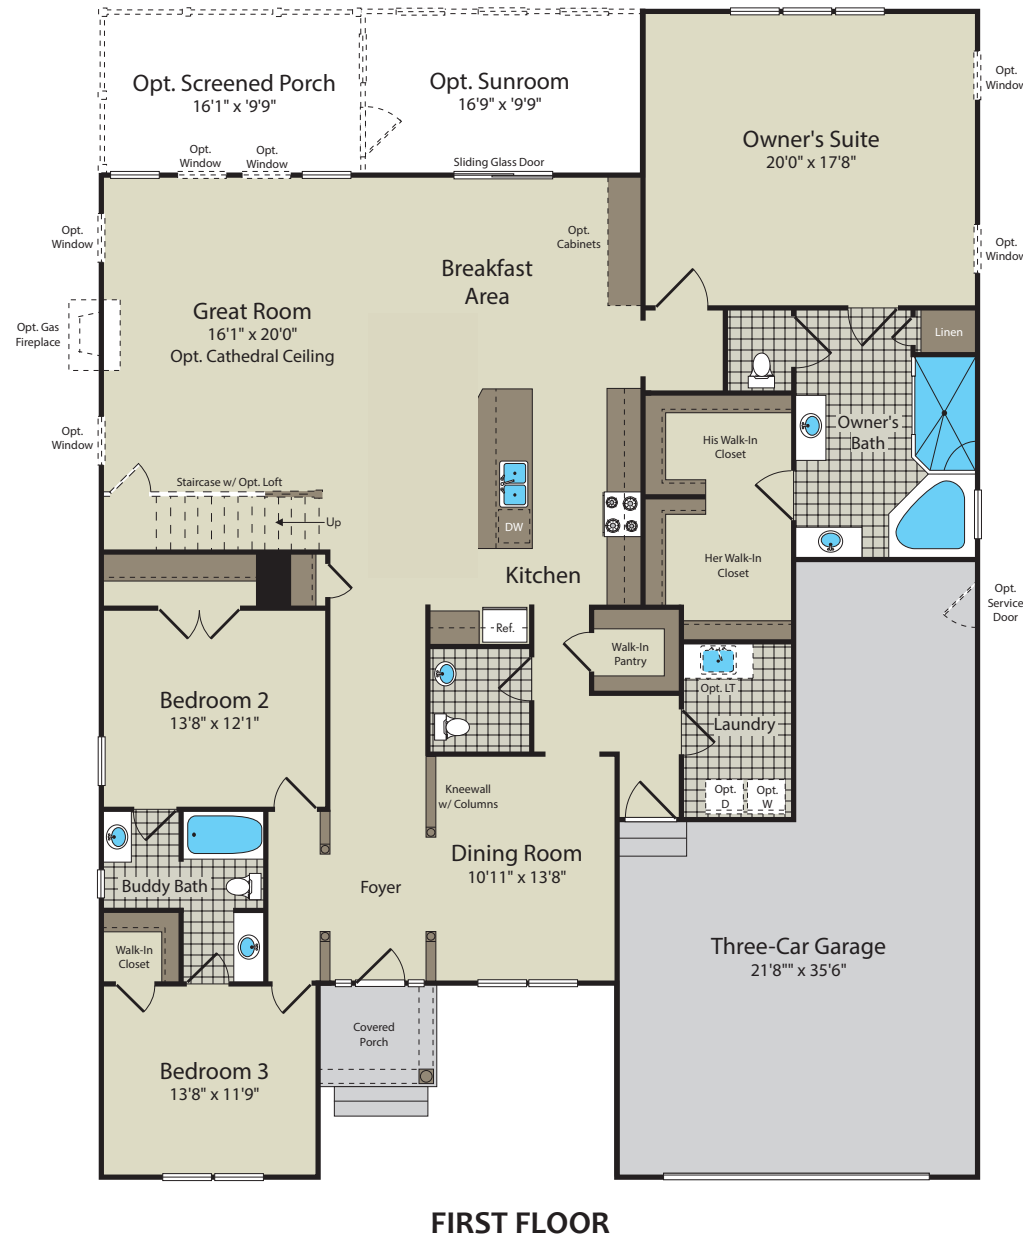 Opt. Screened Porch
16'1" x '9'9"
Opt. Sunroom
16'9" x '9'9"
Opt.
Window
Opt.
Window
Sliding Glass Door
Owner's Suite
20'0" x 17'8"
Opt.
Window
Opt.
Window
Opt.
Window
Opt.
Cabinets
Breakfast
Area
Great Room
16'1" x 20'0"
Opt. Cathedral Ceiling
Opt. Gas
Fireplace
Linen
Opt.
Window
His Walk-In
Closet
Owner's
Bath
Staircase w/ Opt. Loft
Up
DW
Kitchen
Her Walk-In
Closet
Opt.
Service
Door
Ref.
Walk-In
Pantry
Opt. LT
Laundry
Opt.
D
Opt.
W
Bedroom 2
13'8" x 12'1"
Kneewall
w/ Columns
Dining Room
10'11" x 13'8"
Buddy Bath
Foyer
Walk-In
Closet
Three-Car Garage
21'8"" x 35'6"
Covered
Porch
Bedroom 3
13'8" x 11'9"
FIRST FLOOR